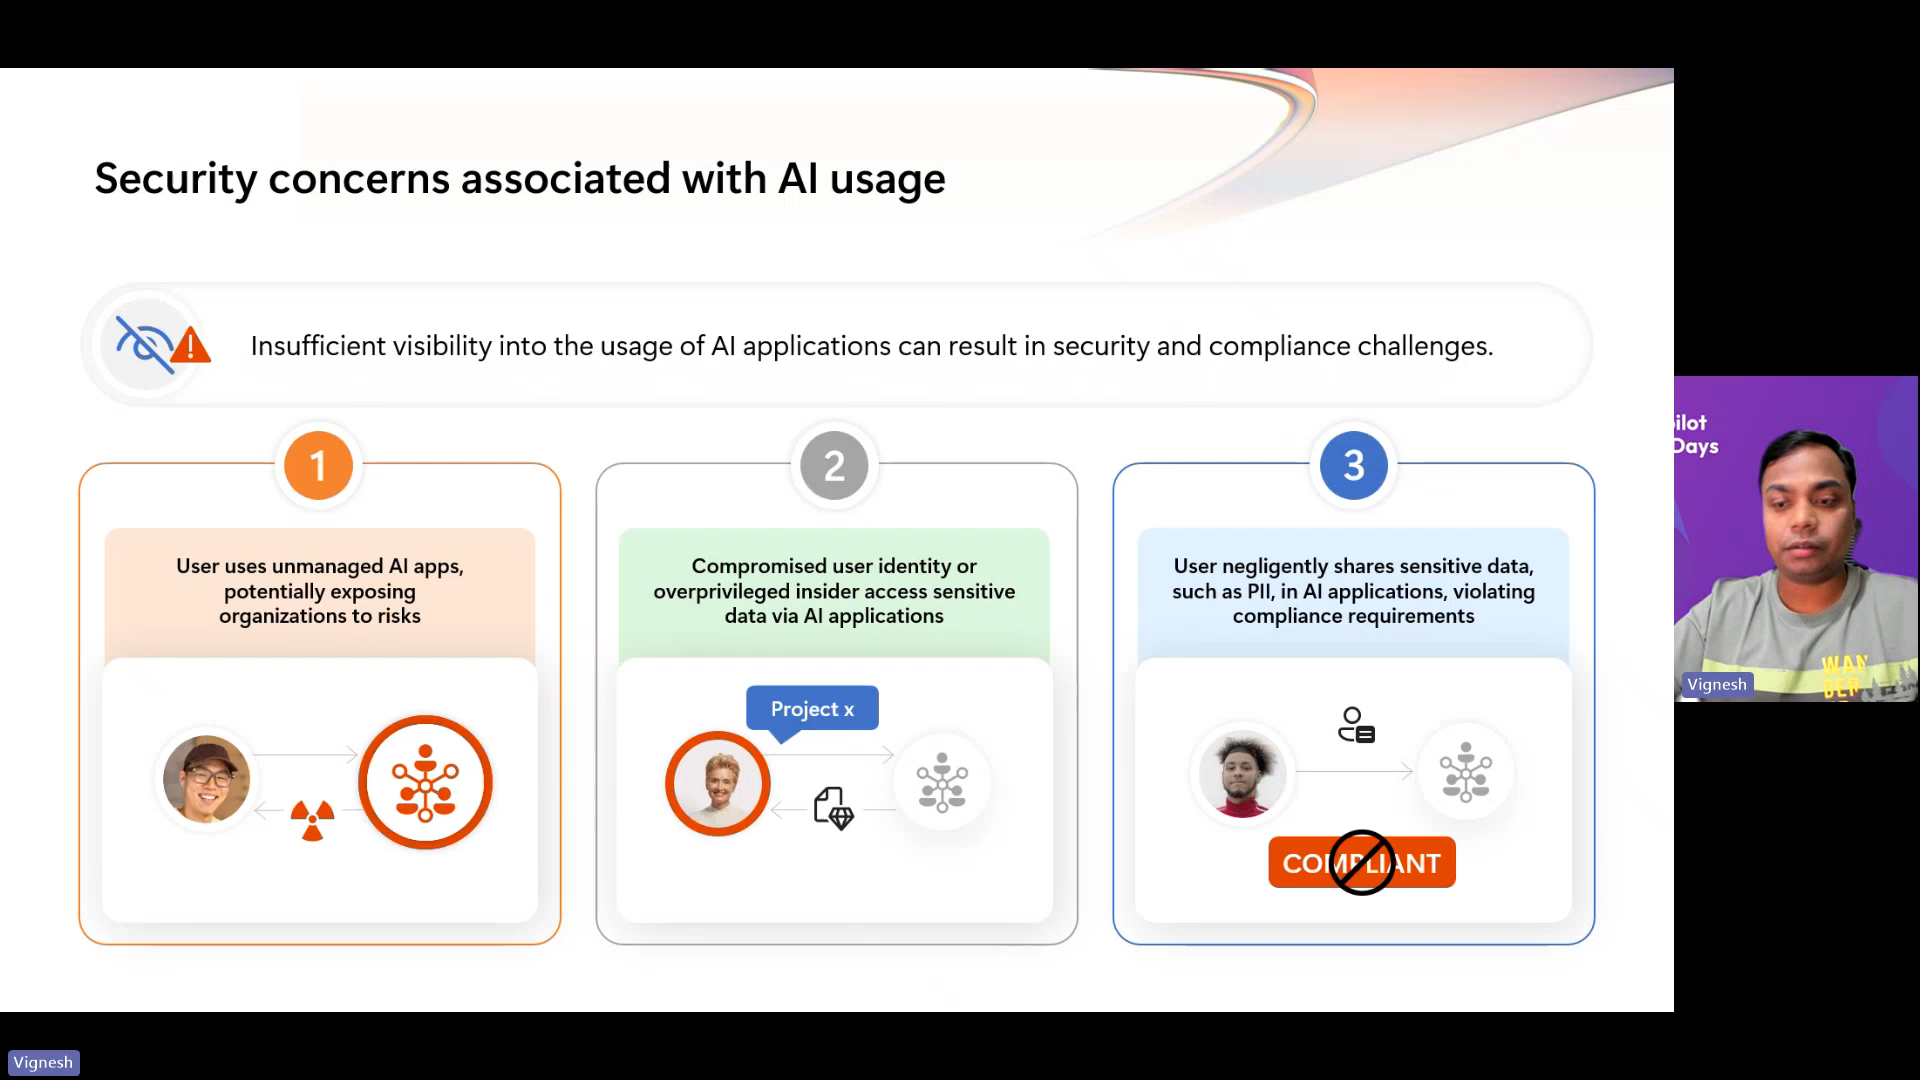 Security concerns associated with AI usage
Insufficient visibility into the usage of AI applications can result in security and compliance challenges.
1
User uses unmanaged AI apps,
potentially exposing
organizations to risks
2
Compromised user identity or
overprivileged insider access sensitive
data via AI applications
Project x
3
User negligently shares sensitive data,
such as PII, in AI applications, violating
compliance requirements
COMPLIANT
ilot
Days
WAN
DER
Vignesh
Vignesh